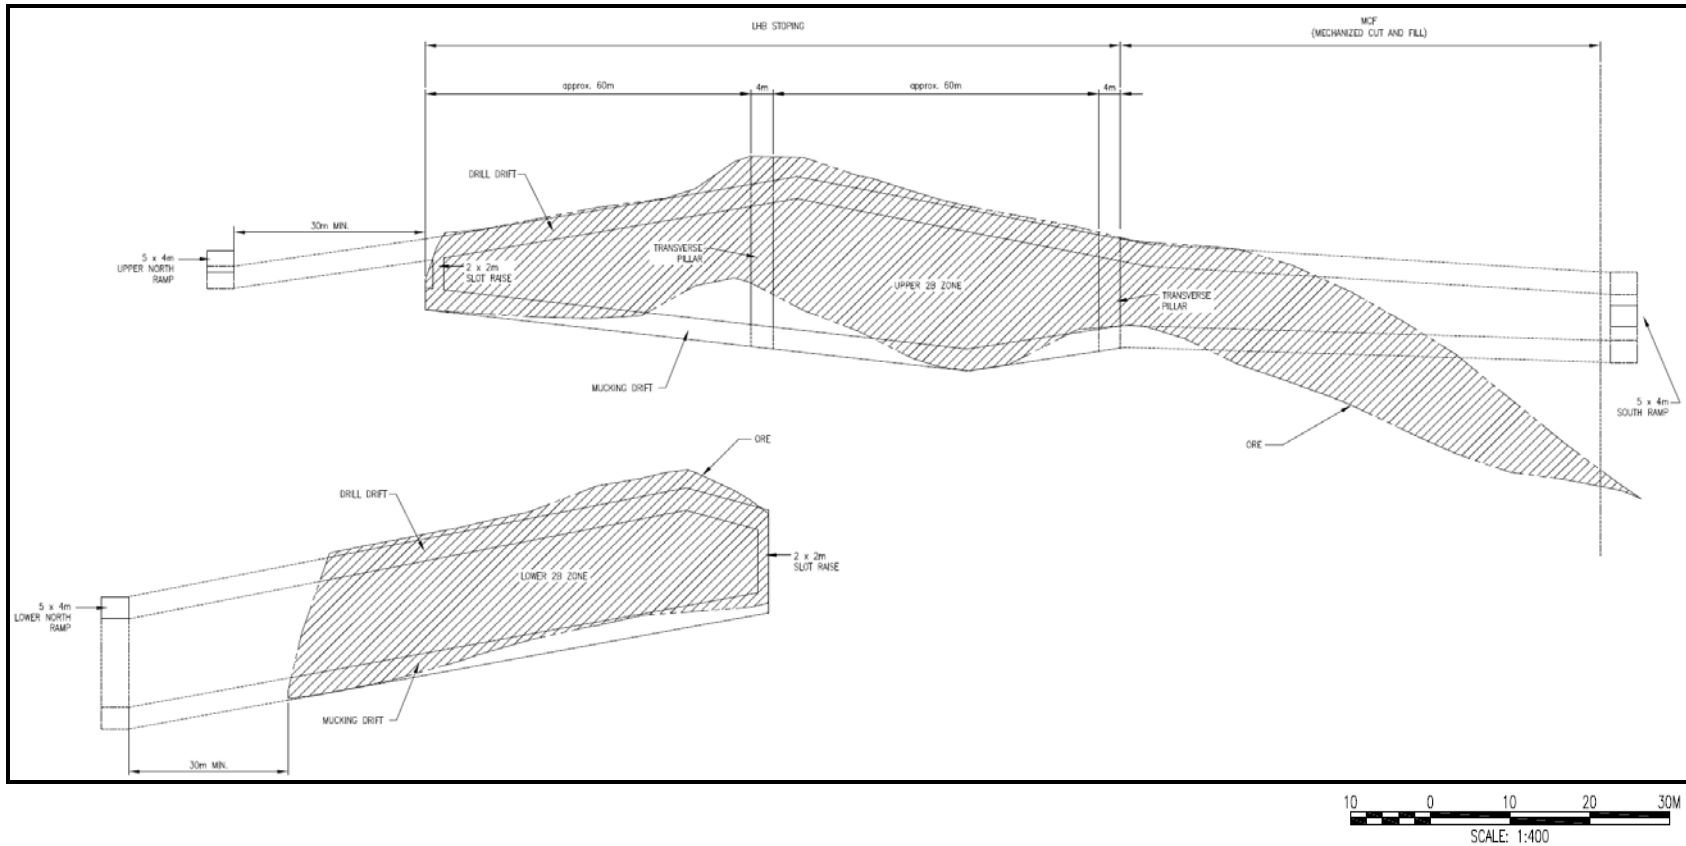 LHB STOPING
MCF
(MECHANIZED CUT AND FILL)
approx. 60m
4m
approx. 60m
4m
DRILL DRIFT
30m MIN.
5 x 4m
UPPER NORTH
RAMP
2 x 2m
SLOT RAISE
TRANSVERSE
PILLAR
UPPER 2B ZONE
TRANSVERSE
PILLAR
MUCKING DRIFT
5 x 4m
SOUTH RAMP
ORE
ORE
DRILL DRIFT
2 x 2m
SLOT RAISE
LOWER 2B ZONE
5 x 4m
LOWER NORTH
RAMP
MUCKING DRIFT
30m MIN.
10 0 10 20 30M
SCALE: 1:400